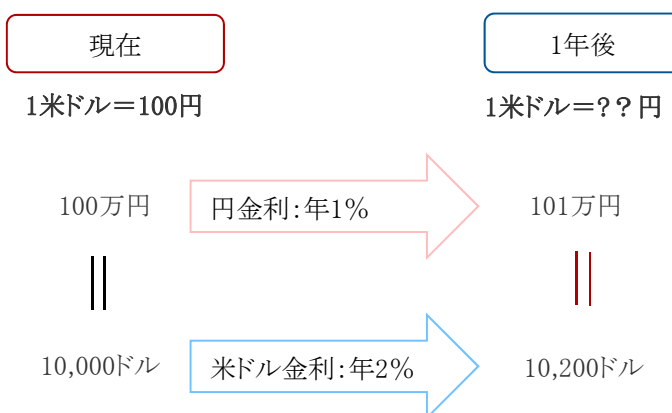 現在
1年後
1米ドル＝100円
1米ドル＝？？円
100万円
円金利：年1％
101万円
10,000ドル
米ドル金利：年2％
10,200ドル